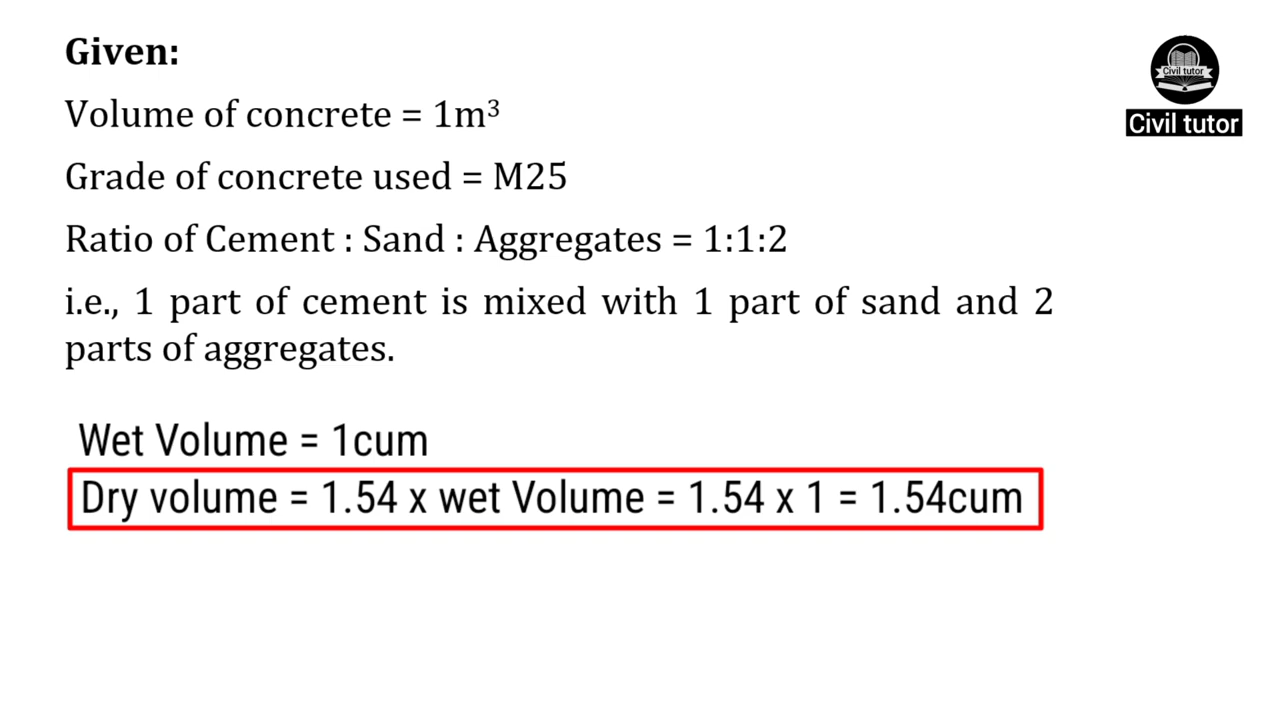 Given:
Civil tutor
Civil tutor
Volume of concrete = 1m³
Grade of concrete used = M25
Ratio of Cement : Sand : Aggregates = 1:1:2
i.e., 1 part of cement is mixed with 1 part of sand and 2
parts of aggregates.
Wet Volume = 1cum
Dry volume = 1.54 x wet Volume = 1.54 x 1 = 1.54cum